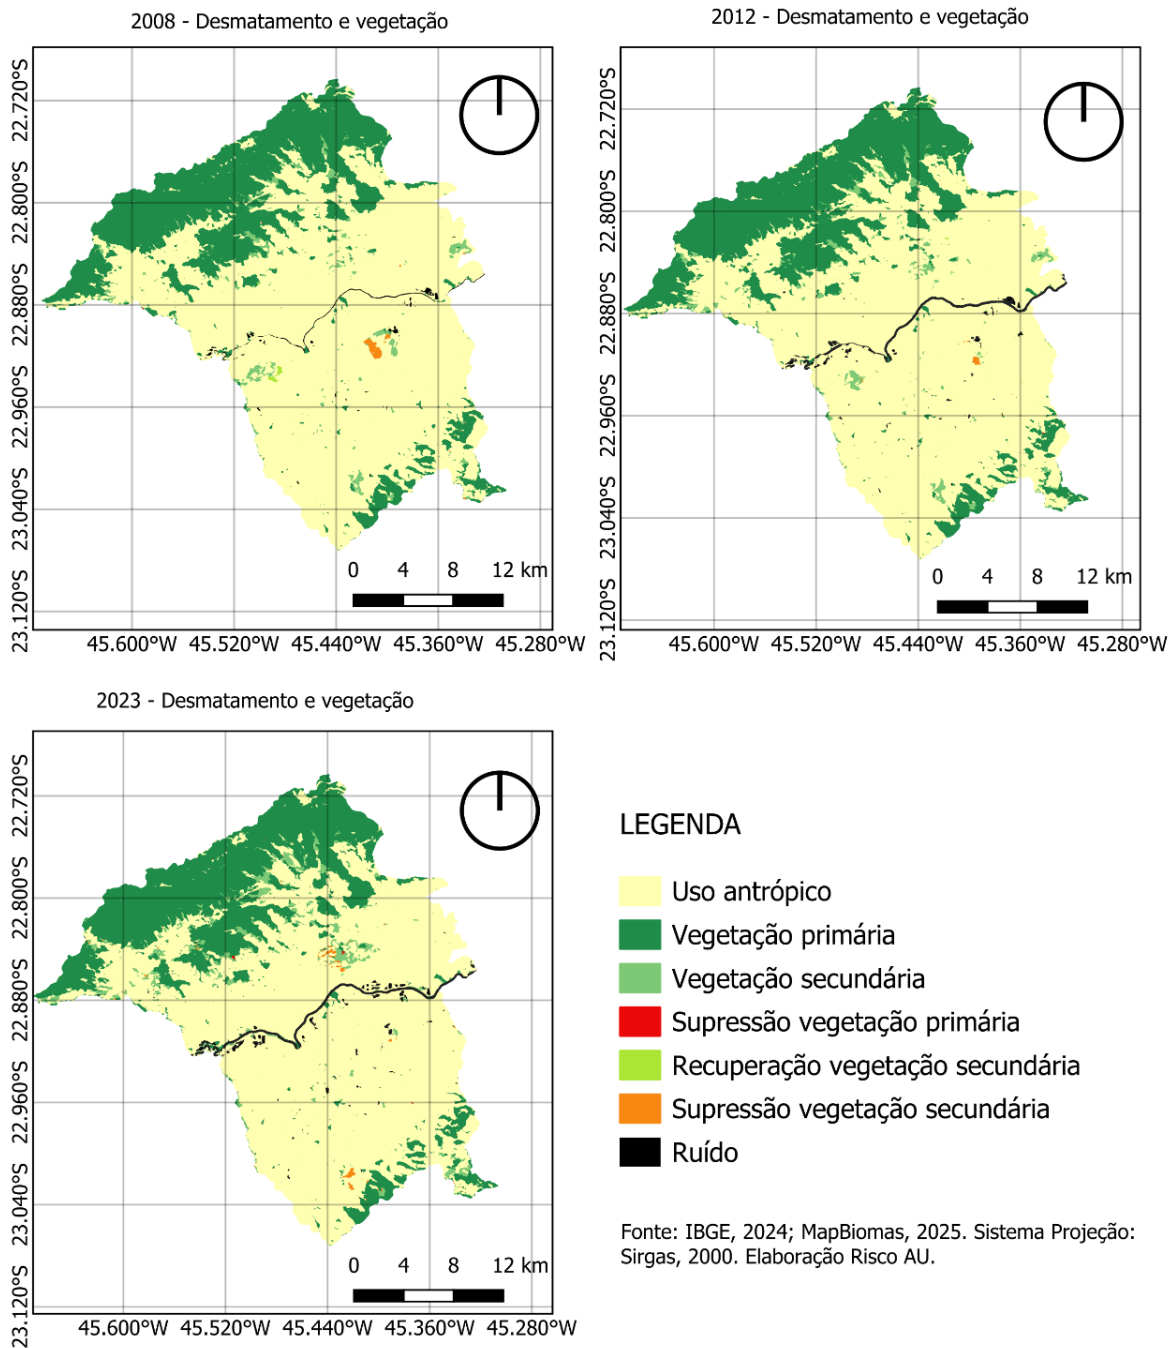 2008 - Desmatamento e vegetação
22.720°S
22.800°S
22.880°S
22.960°S
23.040°S
23.120°S
0 4 8 12 km
45.600°W 45.520°W 45.440°W 45.360°W 45.280°W
2012 - Desmatamento e vegetação
22.720°S
22.800°S
22.880°S
22.960°S
23.040°S
23.120°S
0 4 8 12 km
45.600°W 45.520°W 45.440°W 45.360°W 45.280°W
2023 - Desmatamento e vegetação
22.720°S
22.800°S
22.880°S
22.960°S
23.040°S
23.120°S
0 4 8 12 km
45.600°W 45.520°W 45.440°W 45.360°W 45.280°W
LEGENDA
Uso antrópico
Vegetação primária
Vegetação secundária
Supressão vegetação primária
Recuperação vegetação secundária
Supressão vegetação secundária
Ruído
Fonte: IBGE, 2024; MapBiomas, 2025. Sistema Projeção:
Sirgas, 2000. Elaboração Risco AU.